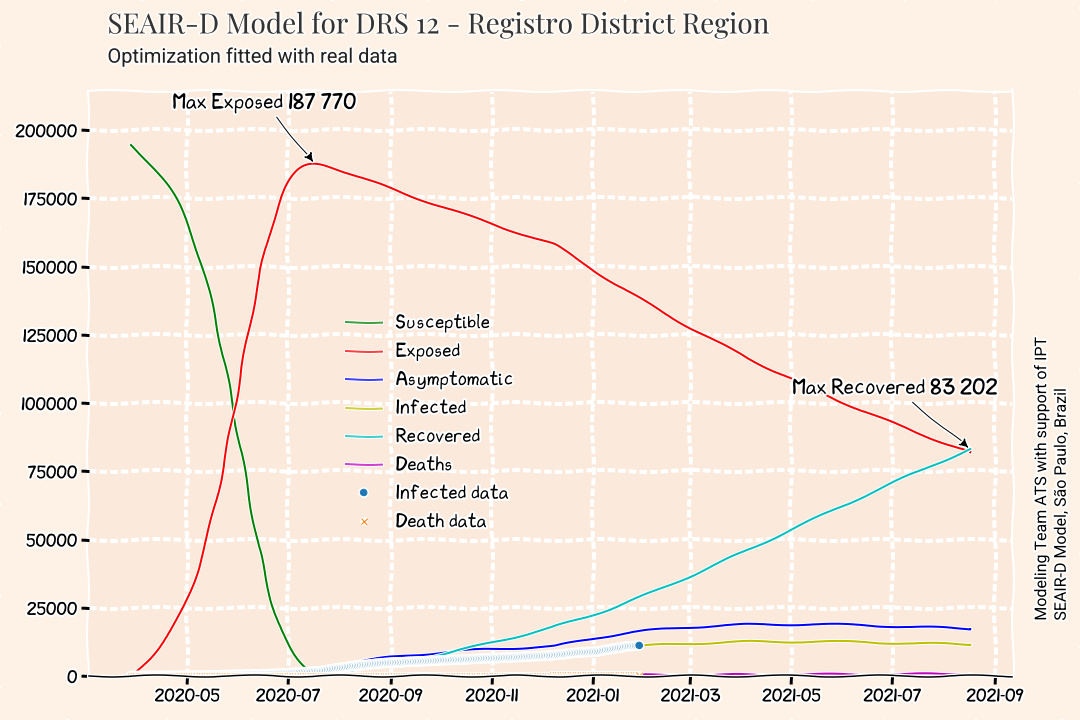 SEAIR-D Model for DRS 12 - Registro District Region
Optimization fitted with real data
Max Exposed 187 770
200000
175000
150000
125000
100000
75000
50000
25000
0
Susceptible
Exposed
Asymptomatic
Infected
Recovered
Deaths
Infected data
Death data
Max Recovered 83 202
2020-05
2020-07
2020-09
2020-11
2021-01
2021-03
2021-05
2021-07
2021-09
Modeling Team ATS with support of IPT
SEAIR-D Model, São Paulo, Brazil